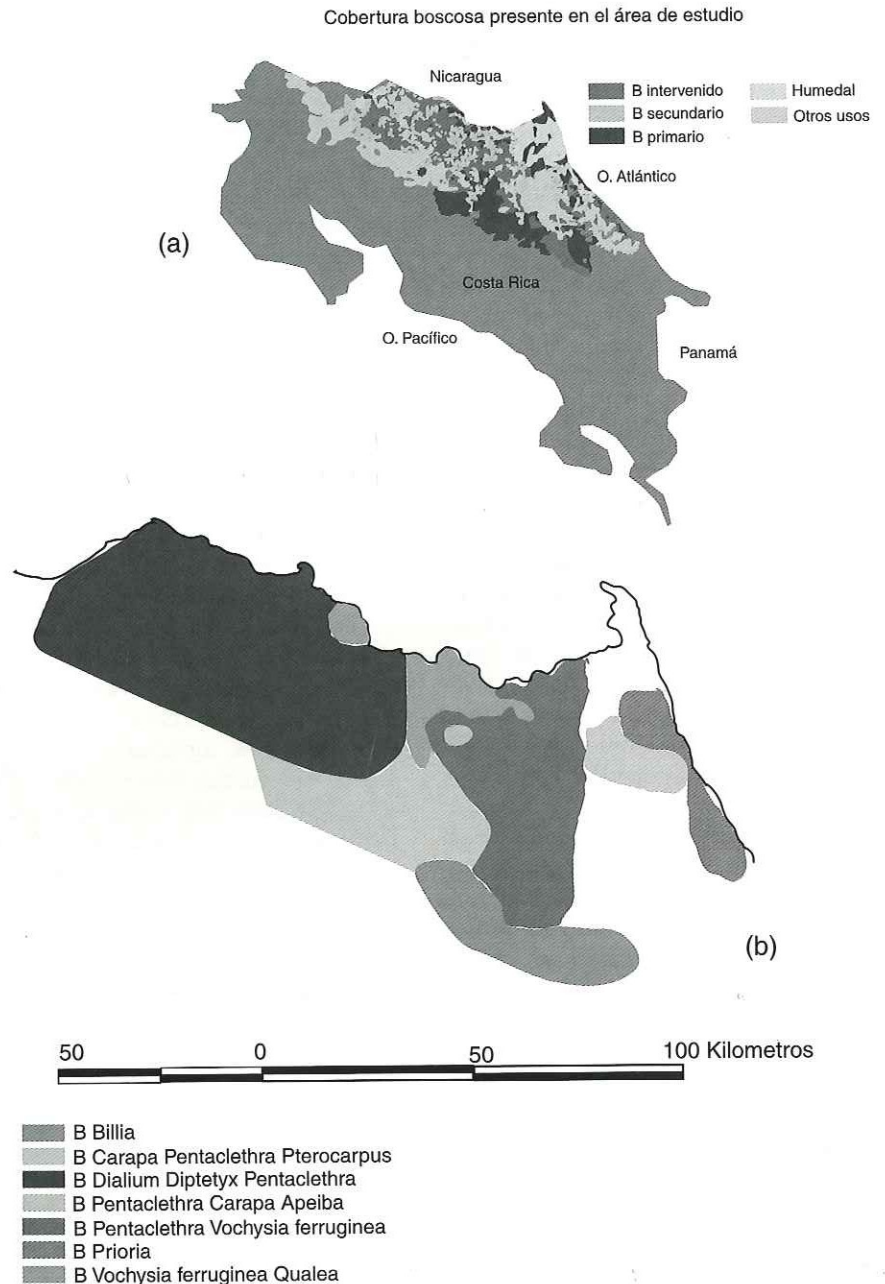 Cobertura boscosa presente en el área de estudio
Nicaragua
B intervenido
Humedal
B secundario
Otros usos
B primario
O. Atlántico
(a)
Costa Rica
O. Pacífico
Panamá
(b)
50 0 50 100 Kilometros
B Billia
B Carapa Pentaclethra Pterocarpus
B Dialium Diptetyx Pentaclethra
B Pentaclethra Carapa Apeiba
B Pentaclethra Vochysia ferruginea
B Prioria
B Vochysia ferruginea Qualea